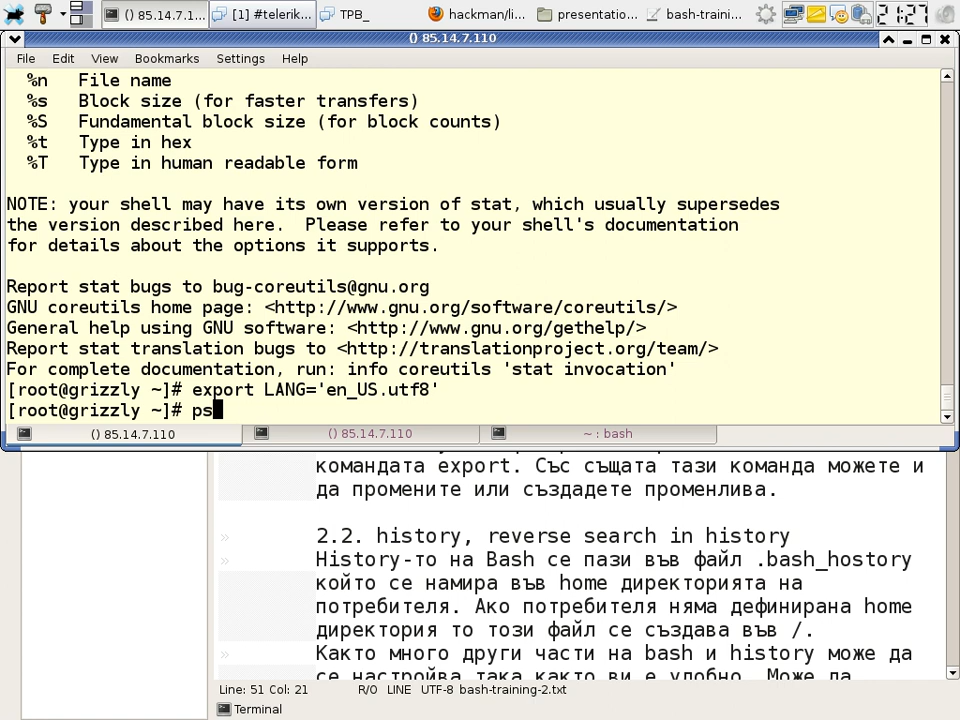 () 85.14.7.1...
[1] #telerik...
TPB_
hackman/li...
presentatio...
bash-traini...
21:27
() 85.14.7.110
File Edit View Bookmarks Settings Help
%n File name
%s Block size (for faster transfers)
%S Fundamental block size (for block counts)
%t Type in hex
%T Type in human readable form
NOTE: your shell may have its own version of stat, which usually supersedes
the version described here. Please refer to your shell's documentation
for details about the options it supports.
Report stat bugs to bug-coreutils@gnu.org
GNU coreutils home page: <http://www.gnu.org/software/coreutils/>
General help using GNU software: <http://www.gnu.org/gethelp/>
Report stat translation bugs to <http://translationproject.org/team/>
For complete documentation, run: info coreutils 'stat invocation'
[root@grizzly ~]# export LANG='en_US.utf8'
[root@grizzly ~]# ps
() 85.14.7.110
() 85.14.7.110
~ : bash
командата export. Със същата тази команда можете и
да промените или създадете променлива.
2.2. history, reverse search in history
History-то на Bash се пази във файл .bash_hostory
който се намира във home директорията на
потребителя. Ако потребителя няма дефинирана home
директория то този файл се създава във /.
Както много други части на bash и history може да
се настройва така както ви е удобно. Може да
Line: 51 Col: 21 R/O LINE UTF-8 bash-training-2.txt
Terminal